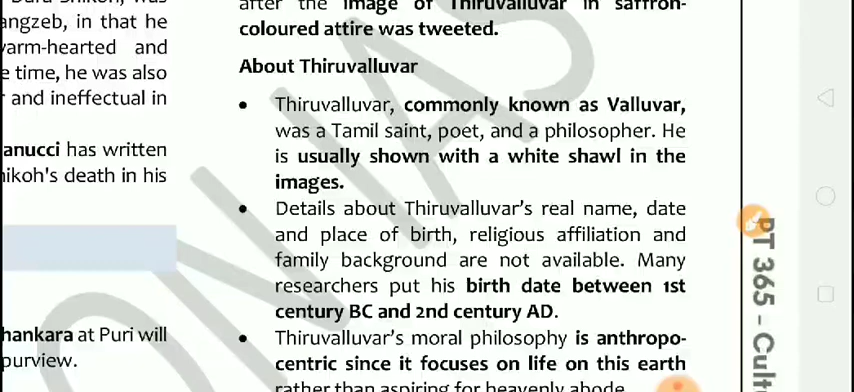 Dara Shikoh, was
angzeb, in that he
warm-hearted and
e time, he was also
and ineffectual in
anucci has written
ikoh's death in his
hankara at Puri will
purview.
after the image of Thiruvalluvar in saffron-
coloured attire was tweeted.
About Thiruvalluvar
• Thiruvalluvar, commonly known as Valluvar,
was a Tamil saint, poet, and a philosopher. He
is usually shown with a white shawl in the
images.
• Details about Thiruvalluvar's real name, date
and place of birth, religious affiliation and
family background are not available. Many
researchers put his birth date between 1st
century BC and 2nd century AD.
• Thiruvalluvar's moral philosophy is anthropo-
centric since it focuses on life on this earth
rather than aspiring for heavenly abode.
PT 365 - Cult
ON IAS